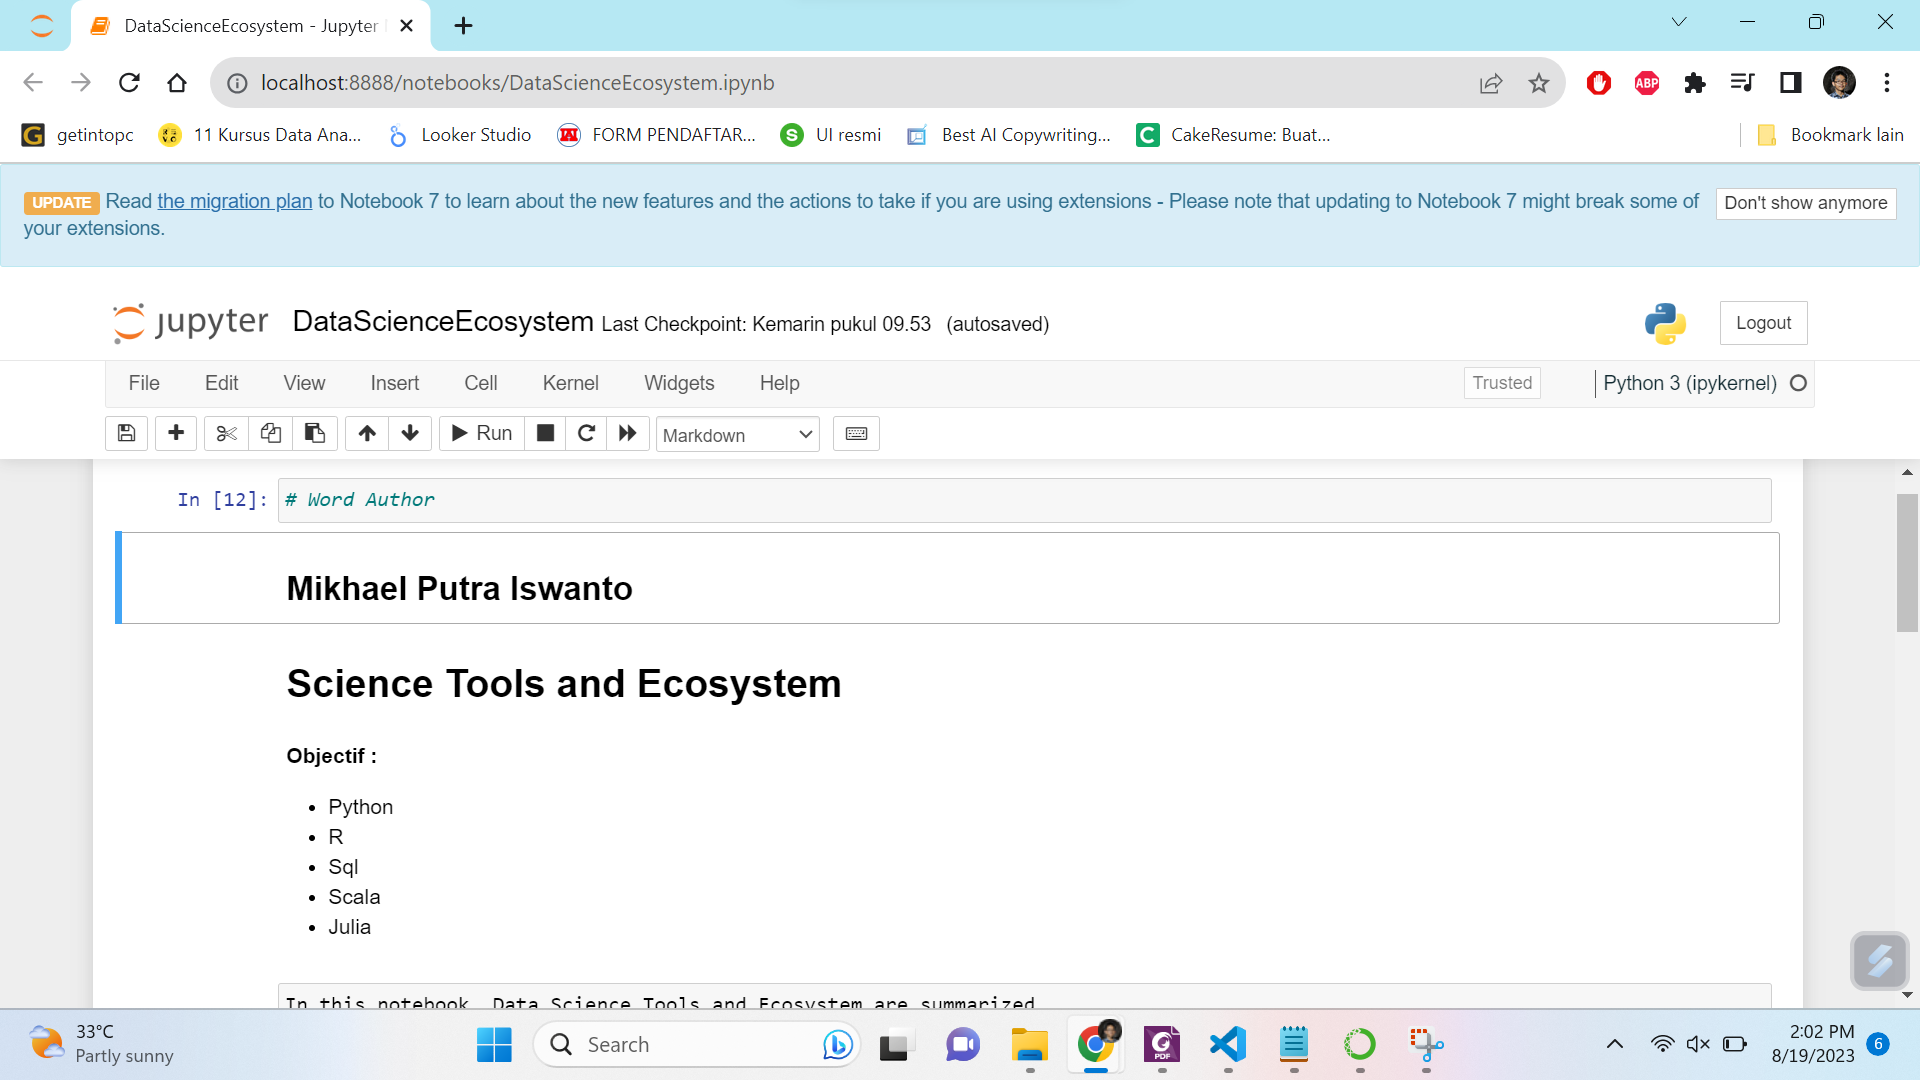 DataScienceEcosystem - Jupyter
localhost:8888/notebooks/DataScienceEcosystem.ipynb
ABP
G getintopc
11 Kursus Data Ana...
Looker Studio
FORM PENDAFTAR...
S UI resmi
Best AI Copywriting...
C CakeResume: Buat...
Bookmark lain
UPDATE Read the migration plan to Notebook 7 to learn about the new features and the actions to take if you are using extensions - Please note that updating to Notebook 7 might break some of
your extensions.
Don't show anymore
jupyter DataScienceEcosystem Last Checkpoint: Kemarin pukul 09.53 (autosaved)
Logout
File Edit View Insert Cell Kernel Widgets Help
Trusted
Python 3 (ipykernel)
Run
Markdown
In [12]: # Word Author
Mikhael Putra Iswanto
Science Tools and Ecosystem
Objectif :
Python
R
Sql
Scala
Julia
In this notebook, Data Science Tools and Ecosystem are summarized
33°C
Partly sunny
Search
PDF
2:02 PM
8/19/2023
6